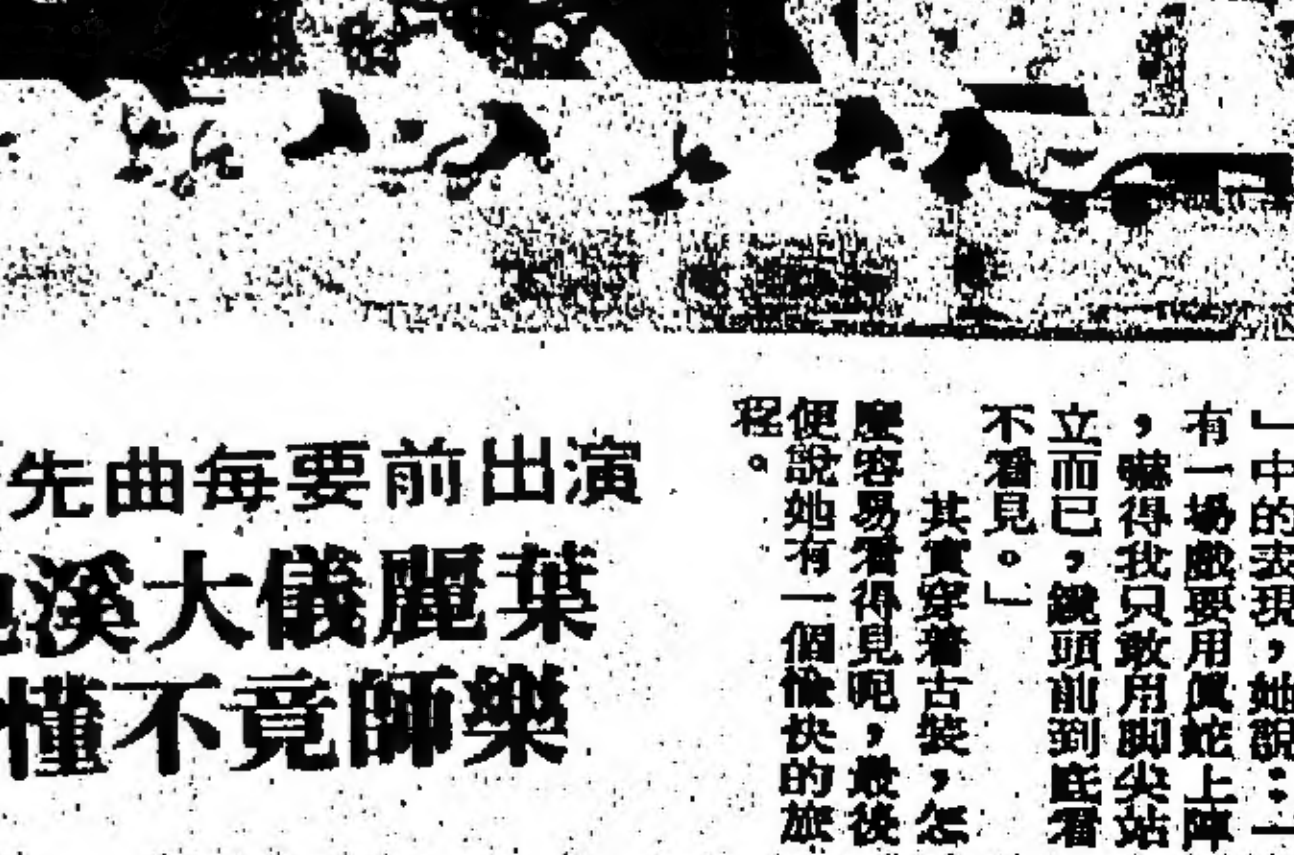 」中的表現,她說:一
有一場戲要用眞蛇上陣
,嚇得我只敢用脚尖站
立而已,鏡頭前到底看
不看見。」
其實穿着古裝,怎
麼容易看得見呢,最後
便說她有一個愉快的旅
程。
演出前要每曲先
葉麗儀大溪
樂師竟不懂